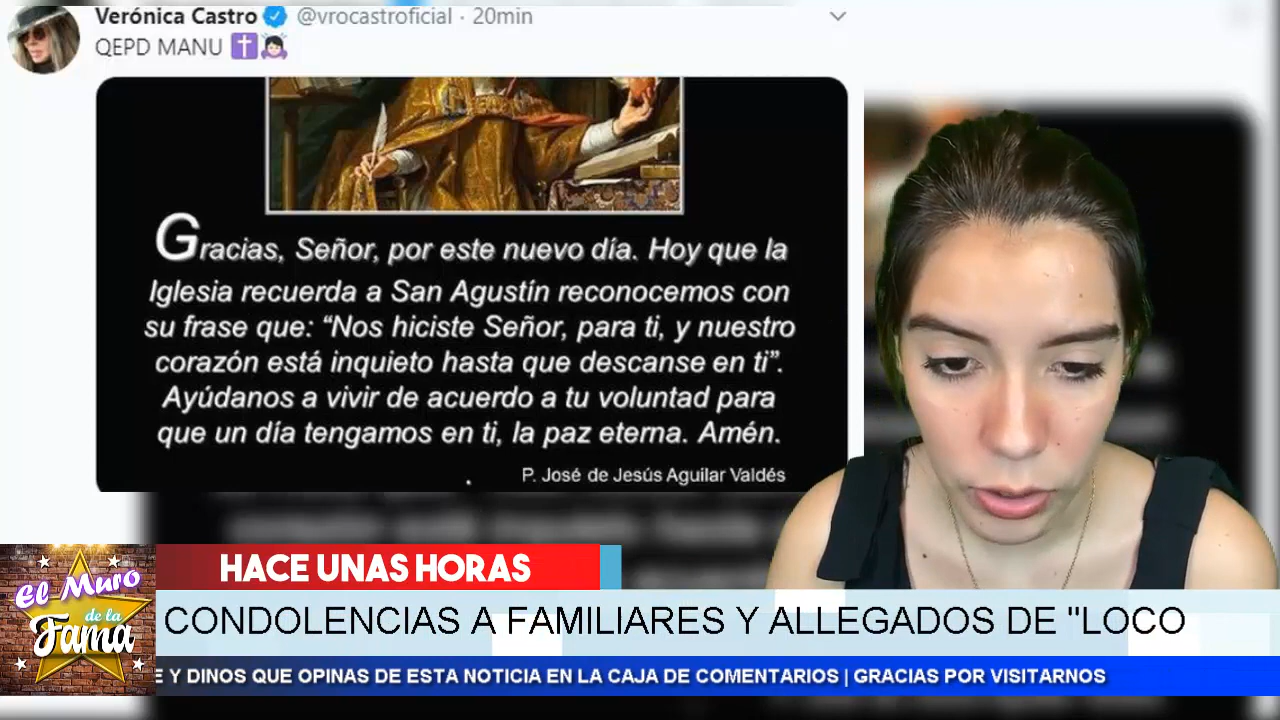 Verónica Castro @vrocastroficial · 20min
QEPD MANU
Gracias, Señor, por este nuevo día. Hoy que la
Iglesia recuerda a San Agustín reconocemos con
su frase que: “Nos hiciste Señor, para ti, y nuestro
corazón está inquieto hasta que descanse en ti”.
Ayúdanos a vivir de acuerdo a tu voluntad para
que un día tengamos en ti, la paz eterna. Amén.
P. José de Jesús Aguilar Valdés
HACE UNAS HORAS
El Muro
de la
Fama
CONDOLENCIAS A FAMILIARES Y ALLEGADOS DE "LOCO
E Y DINOS QUE OPINAS DE ESTA NOTICIA EN LA CAJA DE COMENTARIOS | GRACIAS POR VISITARNOS